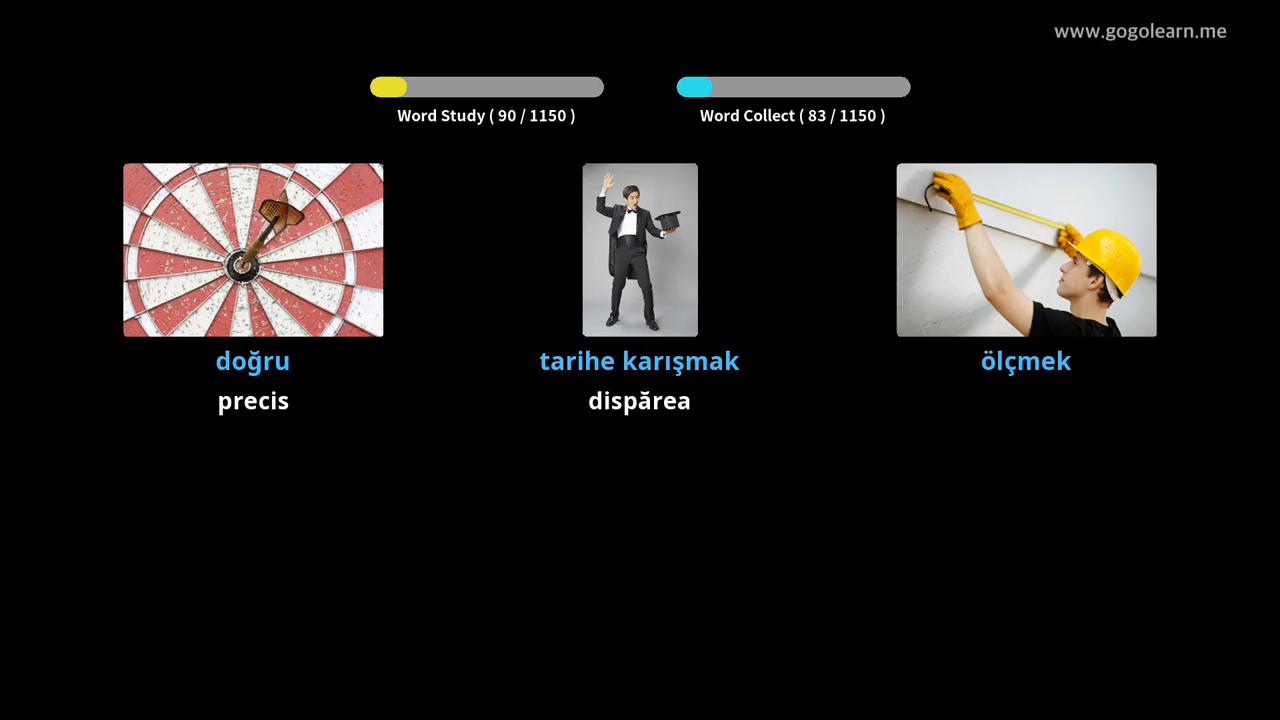 www.gogolearn.me
Word Study ( 90 / 1150 )
Word Collect ( 83 / 1150 )
doğru
tarihe karışmak
ölçmek
precis
dispărea